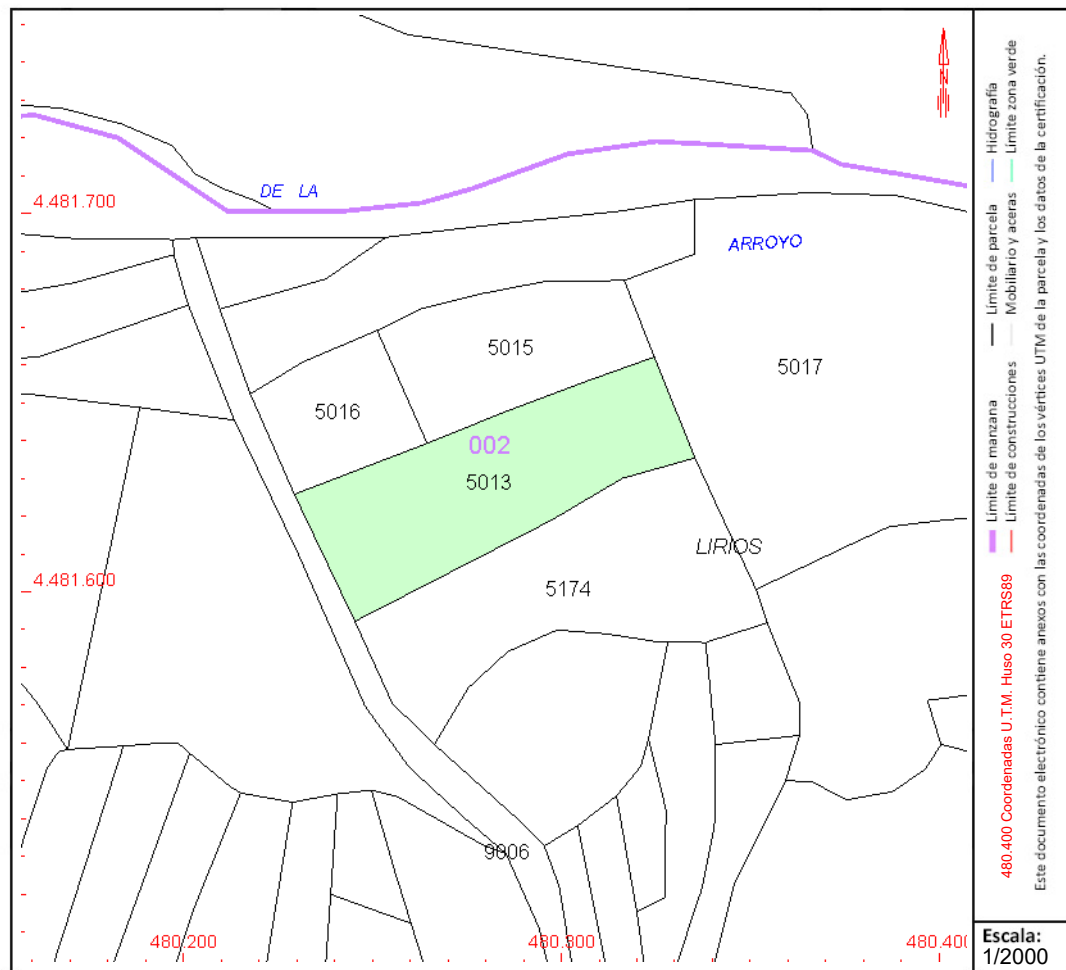 N
DE LA
4.481.700
ARROYO
5015
5017
5016
002
5013
LIRIOS
4.481.600
5174
9006
480.200
480.300
480.400
Límite de manzana
Límite de parcela
Hidrografía
Límite de construcciones
Mobiliario y aceras
Límite zona verde
480.400 Coordenadas U.T.M. Huso 30 ETRS89
Este documento electrónico contiene anexos con las coordenadas de los vértices UTM de la parcela y los datos de la certificación.
Escala:
1/2000